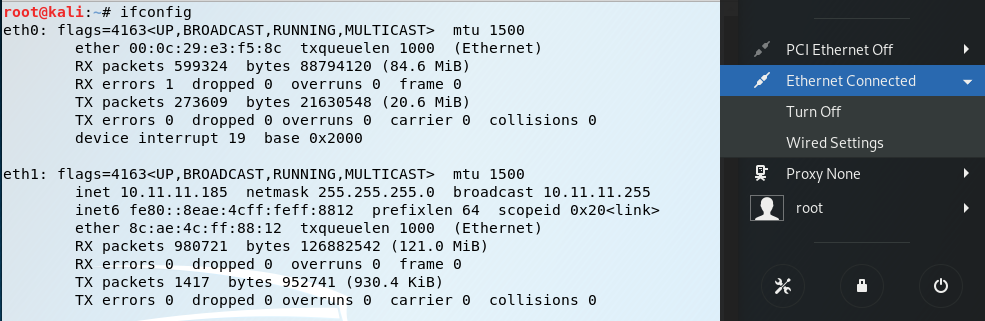 root@kali:~# ifconfig
eth0: flags=4163<UP,BROADCAST,RUNNING,MULTICAST>  mtu 1500
        ether 00:0c:29:e3:f5:8c  txqueuelen 1000  (Ethernet)
        RX packets 599324  bytes 88794120 (84.6 MiB)
        RX errors 1  dropped 0  overruns 0  frame 0
        TX packets 273609  bytes 21630548 (20.6 MiB)
        TX errors 0  dropped 0 overruns 0  carrier 0  collisions 0
        device interrupt 19  base 0x2000

eth1: flags=4163<UP,BROADCAST,RUNNING,MULTICAST>  mtu 1500
        inet 10.11.11.185  netmask 255.255.255.0  broadcast 10.11.11.255
        inet6 fe80::8eae:4cff:feff:8812  prefixlen 64  scopeid 0x20<link>
        ether 8c:ae:4c:ff:88:12  txqueuelen 1000  (Ethernet)
        RX packets 980721  bytes 126882542 (121.0 MiB)
        RX errors 0  dropped 0  overruns 0  frame 0
        TX packets 1417  bytes 952741 (930.4 KiB)
        TX errors 0  dropped 0 overruns 0  carrier 0  collisions 0
PCI Ethernet Off
Ethernet Connected
Turn Off
Wired Settings
Proxy None
root